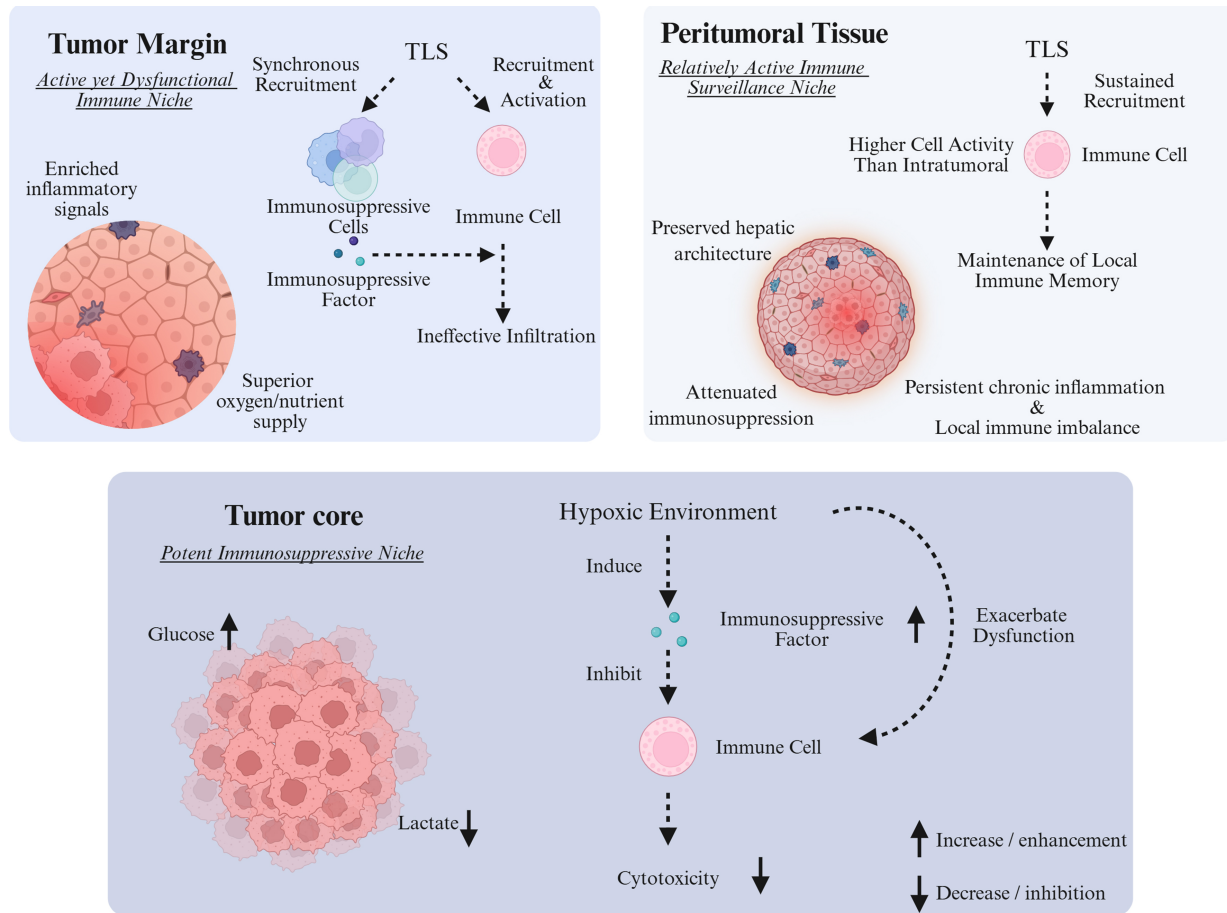 Tumor Margin
Active yet Dysfunctional
Immune Niche
TLS
Synchronous
Recruitment
Recruitment
&
Activation
Enriched
inflammatory
signals
Immunosuppressive
Cells
Immune Cell
Immunosuppressive
Factor
Ineffective Infiltration
Superior
oxygen/nutrient
supply
Peritumoral Tissue
Relatively Active Immune
Surveillance Niche
TLS
Sustained
Recruitment
Higher Cell Activity
Than Intratumoral
Immune Cell
Preserved hepatic
architecture
Maintenance of Local
Immune Memory
Attenuated
immunosuppression
Persistent chronic inflammation
&
Local immune imbalance
Tumor core
Potent Immunosuppressive Niche
Glucose
Lactate
Hypoxic Environment
Induce
Immunosuppressive
Factor
Exacerbate
Dysfunction
Inhibit
Immune Cell
Cytotoxicity
Increase / enhancement
Decrease / inhibition